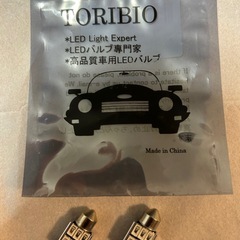 TORIBIO
*LED Light Expert
*LEDバルブ專門家
*高品質車用LEDバルブ
Made in China